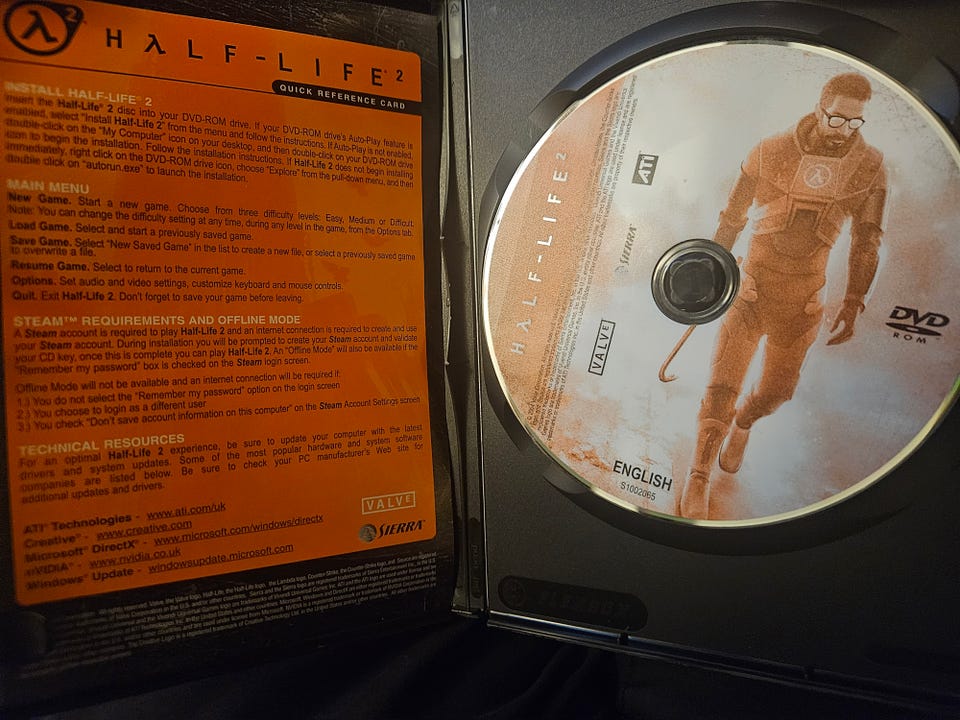 HλLF-LIFE² 2
QUICK REFERENCE CARD
INSTALL HALF-LIFE® 2
Insert the Half-Life® 2 disc into your DVD-ROM drive. If your DVD-ROM drive's Auto-Play feature is
enabled, select "Install Half-Life 2" from the menu and follow the instructions. If Auto-Play is not enabled,
double-click on the "My Computer" icon on your desktop, and then double-click on your DVD-ROM drive
icon to begin the installation. Follow the installation instructions. If Half-Life 2 does not begin installing
immediately, right click on the DVD-ROM drive icon, choose "Explore" from the pull-down menu, and then
double click on "autorun.exe" to launch the installation.
MAIN MENU
New Game. Start a new game. Choose from three difficulty levels: Easy, Medium or Difficult.
Note: You can change the difficulty setting at any time, during any level in the game, from the Options tab.
Load Game. Select and start a previously saved game.
Save Game. Select "New Saved Game" in the list to create a new file, or select a previously saved game
to overwrite a file.
Resume Game. Select to return to the current game.
Options. Set audio and video settings, customize keyboard and mouse controls.
Quit. Exit Half-Life 2. Don't forget to save your game before leaving.
STEAM™ REQUIREMENTS AND OFFLINE MODE
A Steam account is required to play Half-Life 2 and an internet connection is required to create and use
your Steam account. During installation you will be prompted to create your Steam account and validate
your CD key, once this is complete you can play Half-Life 2. An "Offline Mode" will also be available if the
"Remember my password" box is checked on the Steam login screen.
Offline Mode will not be available and an internet connection will be required if:
1.) You do not select the "Remember my password" option on the login screen
2.) You choose to login as a different user
3.) You check "Don't save account information on this computer" on the Steam Account Settings screen
TECHNICAL RESOURCES
For an optimal Half-Life 2 experience, be sure to update your computer with the latest
drivers and system updates. Some of the most popular hardware and system software
companies are listed below. Be sure to check your PC manufacturer's Web site for
additional updates and drivers.
ATI® Technologies - www.ati.com/uk
Creative® - www.creative.com
Microsoft® DirectX® - www.microsoft.com/windows/directx
nVIDIA® - www.nvidia.co.uk
Windows® Update - windowsupdate.microsoft.com
VALVE
SIERRA™
HλLF-LIFE 2
VALVE
SIERRA
ATI
DVD
ROM
ENGLISH
S1002065